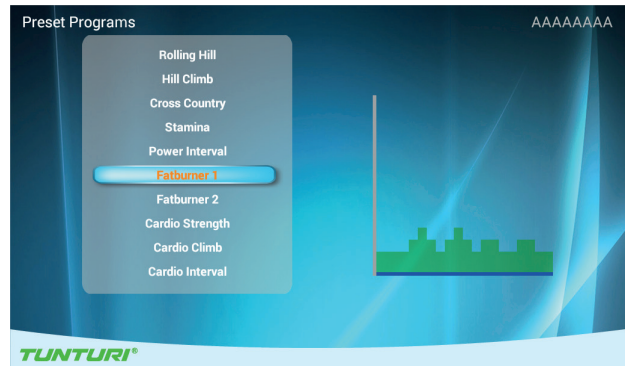 Preset Programs
AAAAAAAA
Rolling Hill
Hill Climb
Cross Country
Stamina
Power Interval
Fatburner 1
Fatburner 2
Cardio Strength
Cardio Climb
Cardio Interval
TUNTURI®